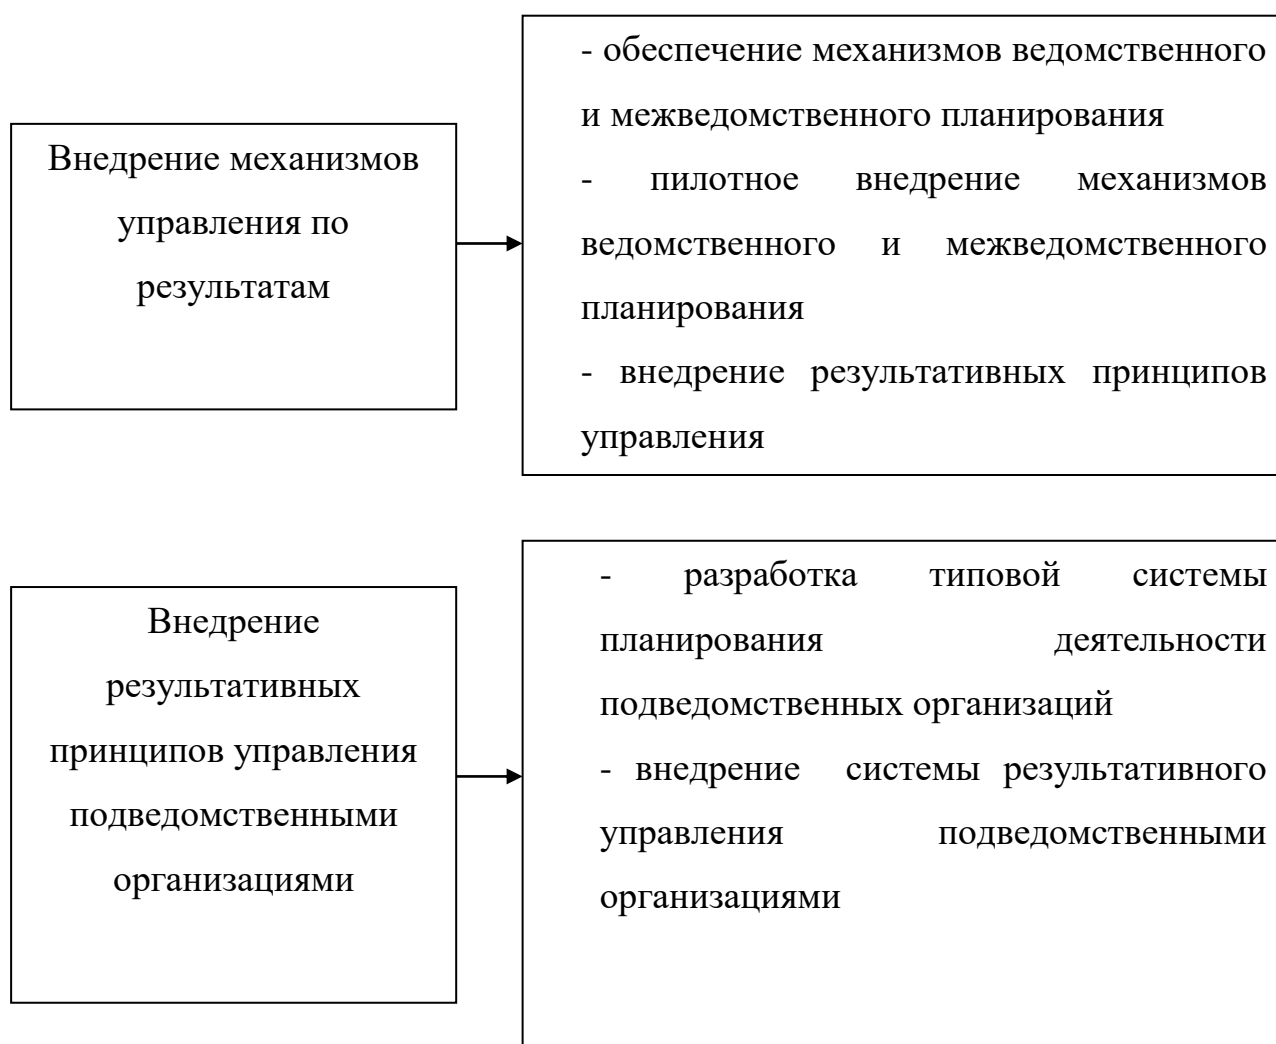 Внедрение механизмов
управления по
результатам
- обеспечение механизмов ведомственного
и межведомственного планирования
- пилотное внедрение механизмов
ведомственного и межведомственного
планирования
- внедрение результативных принципов
управления
Внедрение
результативных
принципов управления
подведомственными
организациями
- разработка типовой системы
планирования деятельности
подведомственных организаций
- внедрение системы результативного
управления подведомственными
организациями